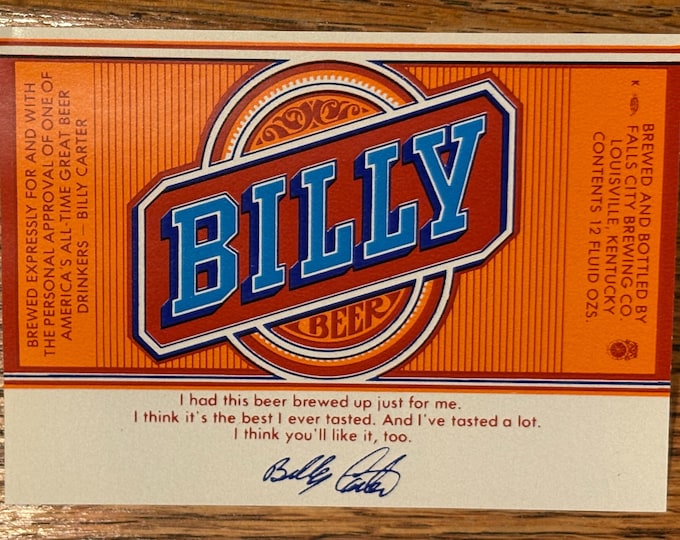 BREWED EXPRESSLY FOR AND WITH
THE PERSONAL APPROVAL OF ONE OF
AMERICA'S ALL-TIME GREAT BEER
DRINKERS — BILLY CARTER
BILLY
BEER
BREWED AND BOTTLED BY
FALLS CITY BREWING CO.
LOUISVILLE, KENTUCKY
CONTENTS 12 FLUID OZS.
K
I had this beer brewed up just for me.
I think it's the best I ever tasted. And I've tasted a lot.
I think you'll like it, too.
Billy Carter